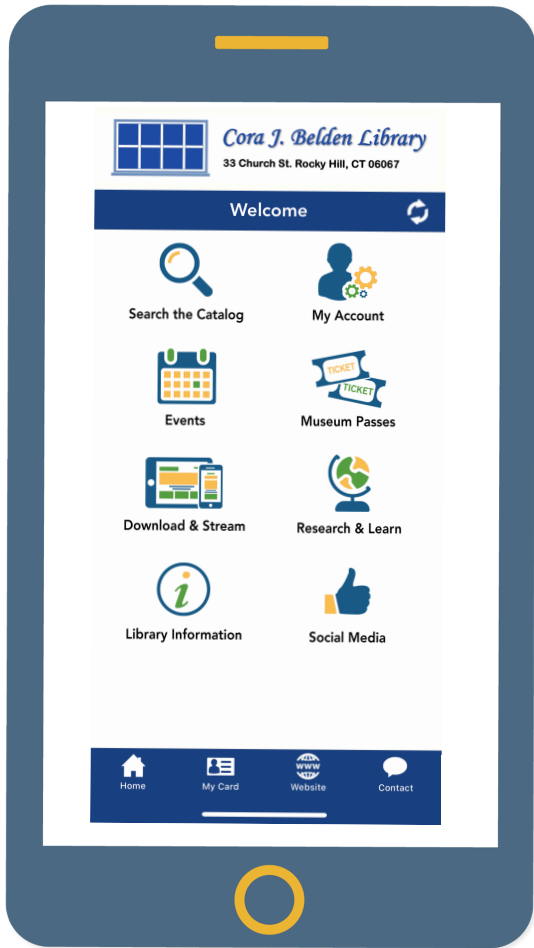 Cora J. Belden Library
33 Church St. Rocky Hill, CT 06067
Welcome
Search the Catalog
My Account
TICKET
TICKET
Events
Museum Passes
Download & Stream
Research & Learn
i
Library Information
Social Media
www
Home
My Card
Website
Contact